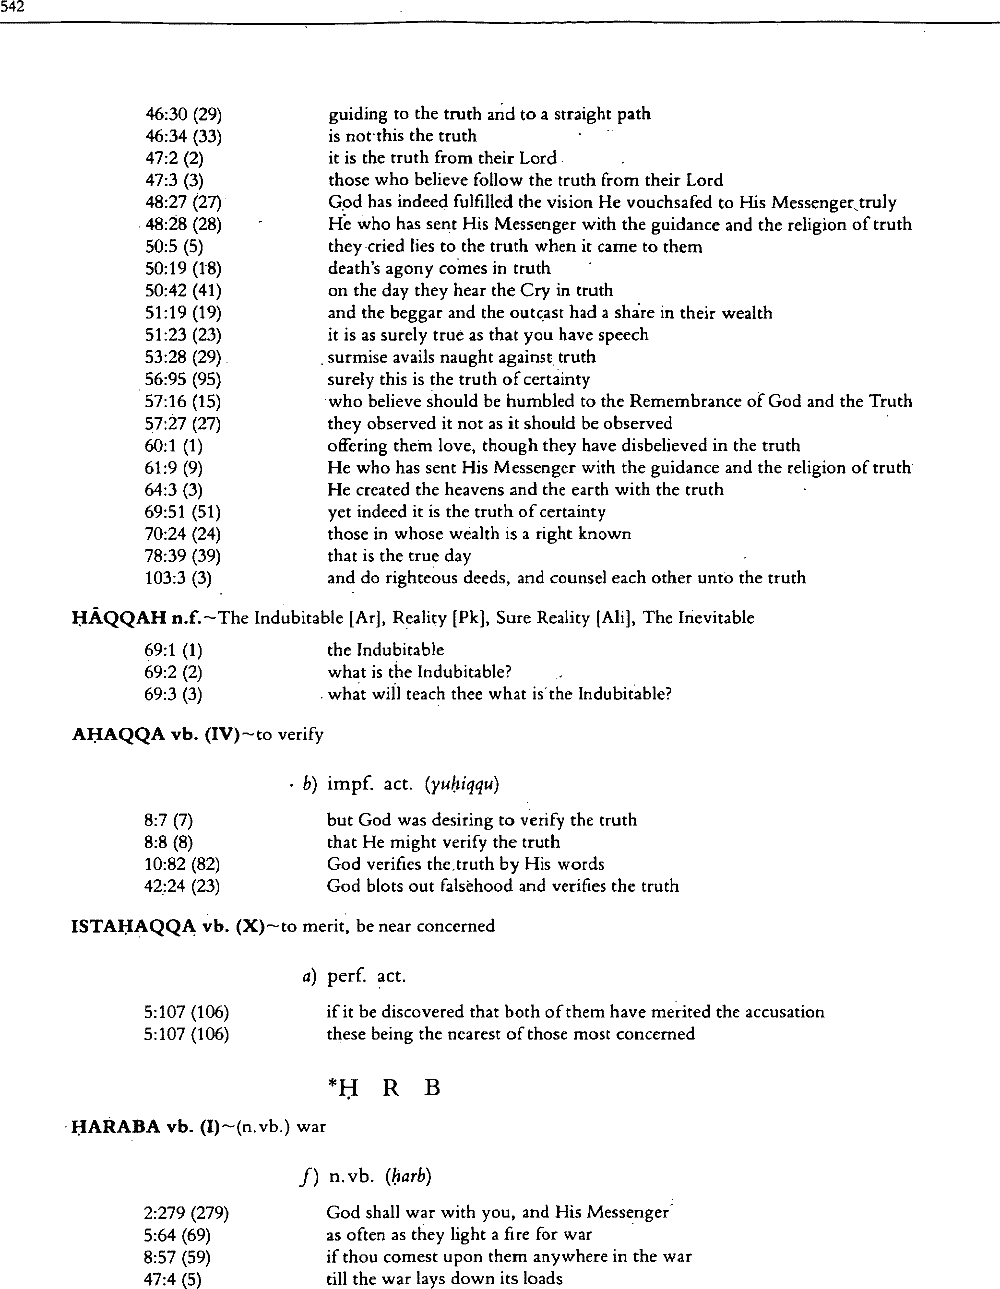 542
46:30 (29) guiding to the truth and to a straight path
46:34 (33) is not this the truth
47:2 (2) it is the truth from their Lord
47:3 (3) those who believe follow the truth from their Lord
48:27 (27) God has indeed fulfilled the vision He vouchsafed to His Messenger truly
48:28 (28) He who has sent His Messenger with the guidance and the religion of truth
50:5 (5) they cried lies to the truth when it came to them
50:19 (18) death's agony comes in truth
50:42 (41) on the day they hear the Cry in truth
51:19 (19) and the beggar and the outcast had a share in their wealth
51:23 (23) it is as surely true as that you have speech
53:28 (29) surmise avails naught against truth
56:95 (95) surely this is the truth of certainty
57:16 (15) who believe should be humbled to the Remembrance of God and the Truth
57:27 (27) they observed it not as it should be observed
60:1 (1) offering them love, though they have disbelieved in the truth
61:9 (9) He who has sent His Messenger with the guidance and the religion of truth
64:3 (3) He created the heavens and the earth with the truth
69:51 (51) yet indeed it is the truth of certainty
70:24 (24) those in whose wealth is a right known
78:39 (39) that is the true day
103:3 (3) and do righteous deeds, and counsel each other unto the truth
ḤĀQQAH n.f.~The Indubitable [Ar], Reality [Pk], Sure Reality [Ali], The Inevitable
69:1 (1) the Indubitable
69:2 (2) what is the Indubitable?
69:3 (3) what will teach thee what is the Indubitable?
AḤAQQA vb. (IV)~to verify
b) impf. act. (yuḥiqqu)
8:7 (7) but God was desiring to verify the truth
8:8 (8) that He might verify the truth
10:82 (82) God verifies the truth by His words
42:24 (23) God blots out falsehood and verifies the truth
ISTAḤAQQA vb. (X)~to merit, be near concerned
a) perf. act.
5:107 (106) if it be discovered that both of them have merited the accusation
5:107 (106) these being the nearest of those most concerned
*Ḥ R B
ḤARABA vb. (I)~(n.vb.) war
f) n.vb. (ḥarb)
2:279 (279) God shall war with you, and His Messenger
5:64 (69) as often as they light a fire for war
8:57 (59) if thou comest upon them anywhere in the war
47:4 (5) till the war lays down its loads